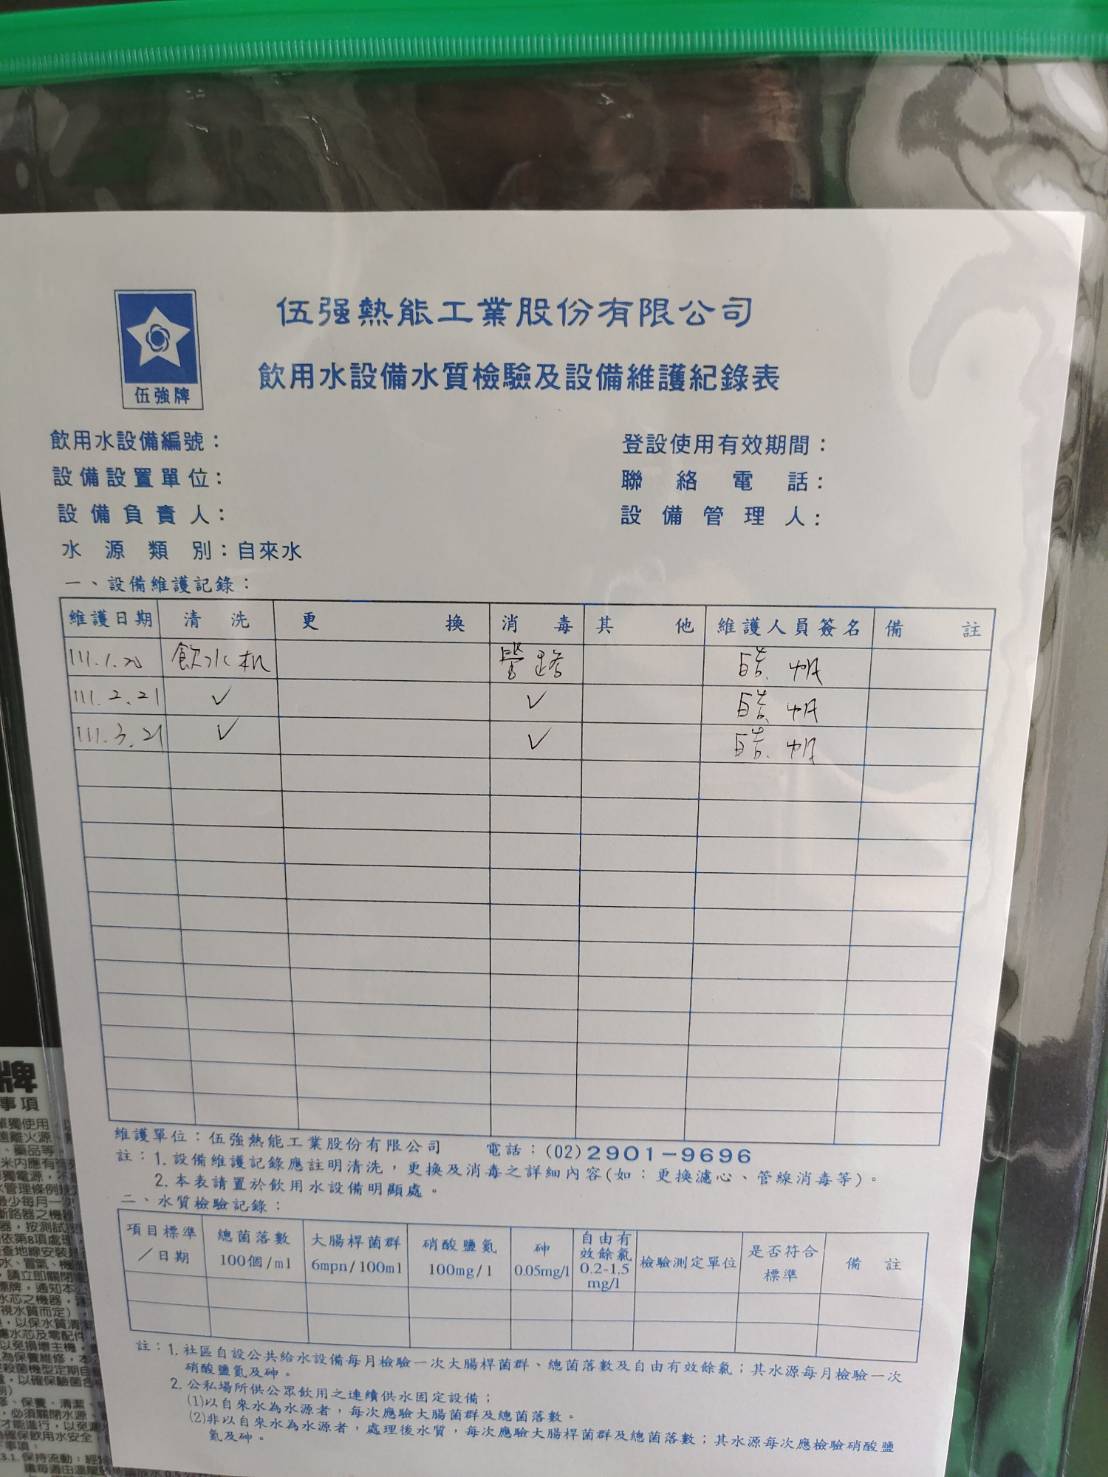 伍强熱能工業股份有限公司
飲用水設備水質檢驗及設備維護紀錄表
伍強牌
飲用水設備編號：
登設使用有效期間：
設備設置單位：
聯絡電話：
設備負責人：
設備管理人：
水源類別：自來水
一、設備維護記錄：
維護日期 清洗 更換 消毒 其他 維護人員簽名 備註
111.1.20 飲水机 管路 皓帆
111.2.21 ✓ ✓ 皓帆
111.3.21 ✓ ✓ 皓帆
維護單位：伍強熱能工業股份有限公司 電話：(02)2901-9696
註：1.設備維護記錄應註明清洗，更換及消毒之詳細內容(如：更換濾心、管線消毒等)。
2.本表請置於飲用水設備明顯處。
二、水質檢驗記錄：
項目標準／日期 總菌落數 100個/ml 大腸桿菌群 6mpn/100ml 硝酸鹽氮 100mg/l 砷 0.05mg/l 自由有效餘氯 0.2-1.5 mg/l 檢驗測定單位 是否符合標準 備註
註：1.社區自設公共給水設備每月檢驗一次大腸桿菌群、總菌落數及自由有效餘氯；其水源每月檢驗一次
硝酸鹽氮及砷。
2.公私場所供公眾飲用之連續供水固定設備；
⑴以自來水為水源者，每次應驗大腸菌群及總菌落數。
⑵非以自來水為水源者，處理後水質，每次應驗大腸桿菌群及總菌落數；其水源每次應檢驗硝酸鹽
氮及砷。
牌
事項